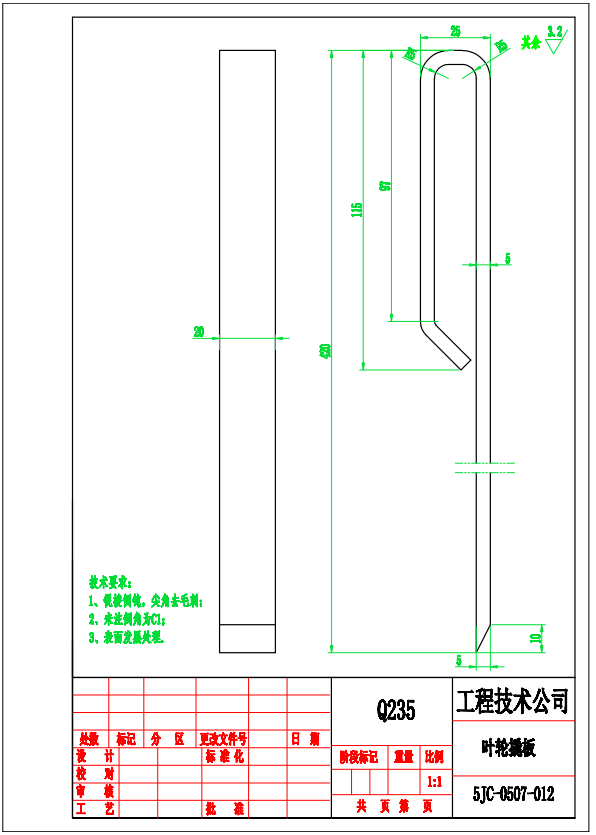 25
3.2
其余
R5
R5
97
115
5
20
420
技术要求:
1、锐棱倒钝，尖角去毛刺;
2、未注倒角为C1;
3、表面发黑处理.
10
5
Q235
工程技术公司
处数 标记 分 区 更改文件号 日 期
叶轮撬板
设 计 标准化
阶段标记 重量 比例
校 对
1:1
审 核
5JC-0507-012
工 艺 批 准
共 页 第 页